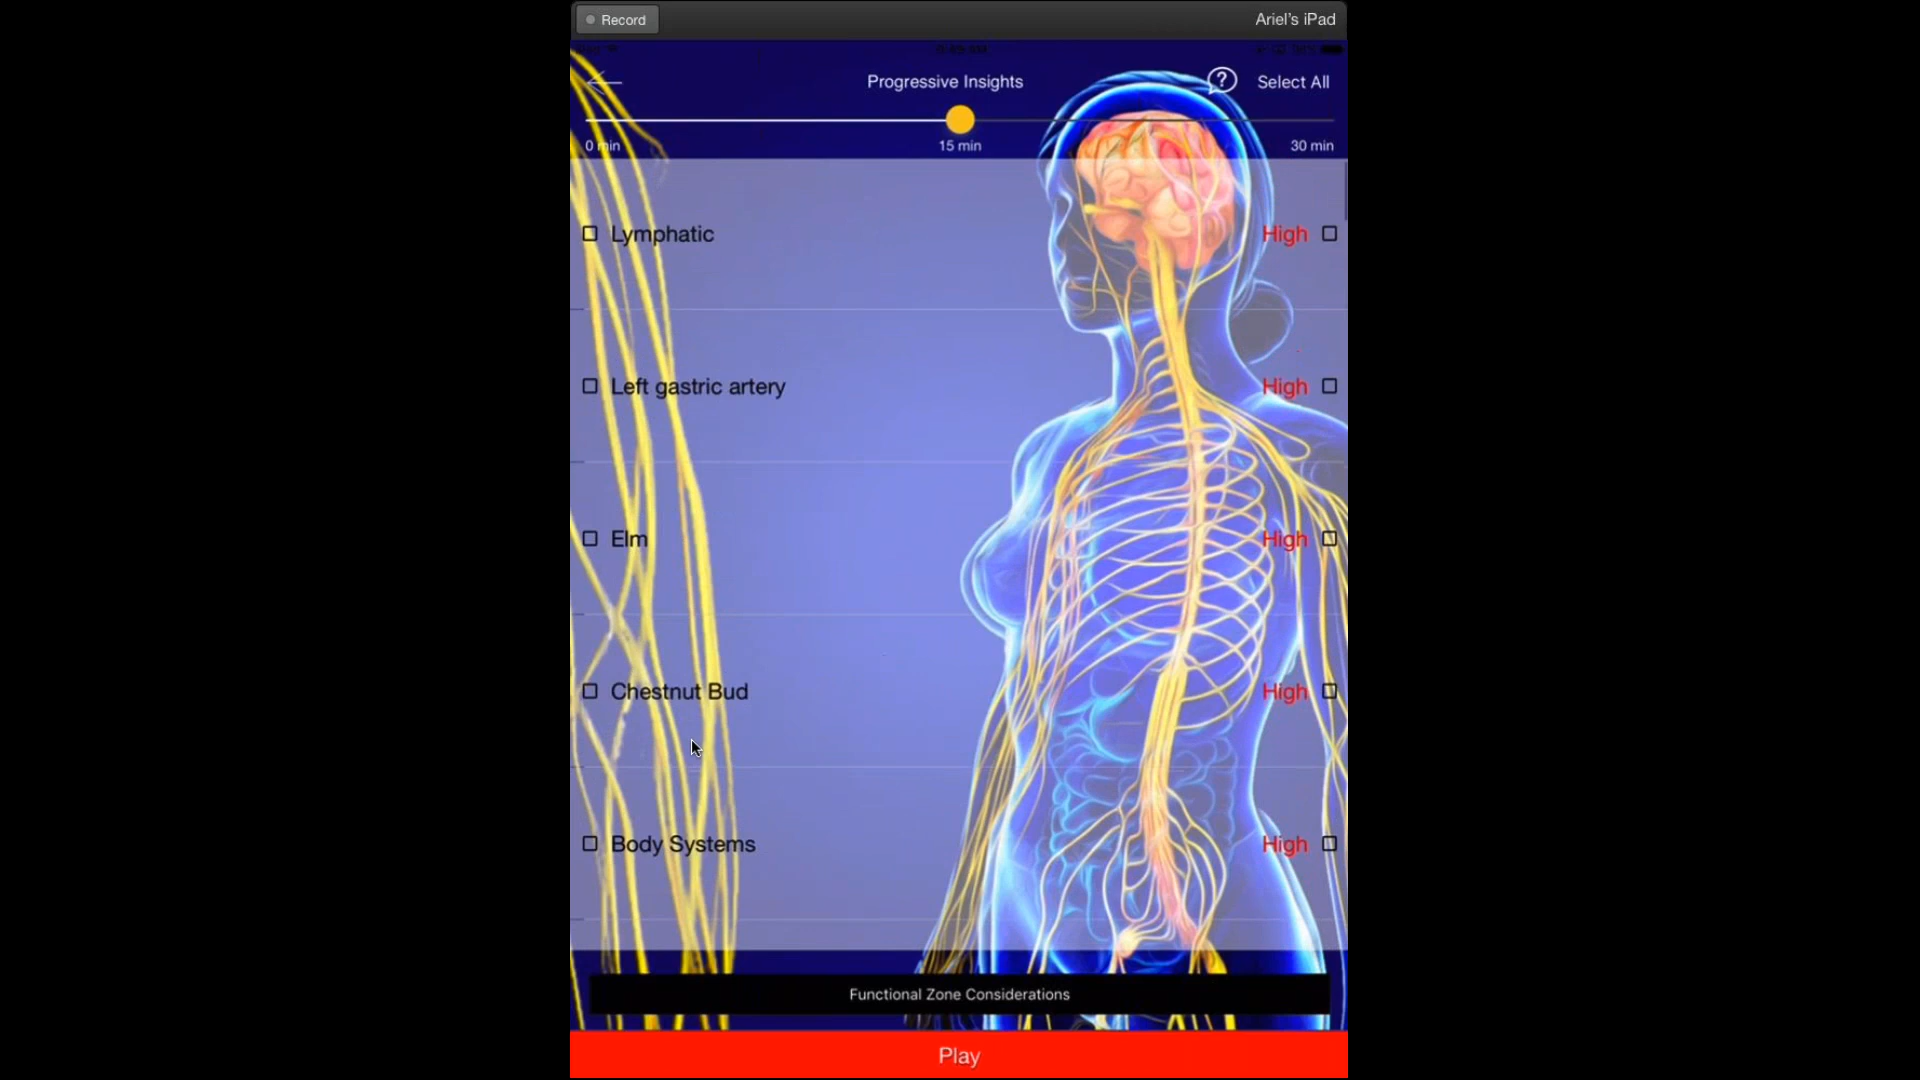 Record
Ariel's iPad
Progressive Insights
Select All
0 min
15 min
30 min
Lymphatic
High
Left gastric artery
High
Elm
High
Chestnut Bud
High
Body Systems
High
Functional Zone Considerations
Play